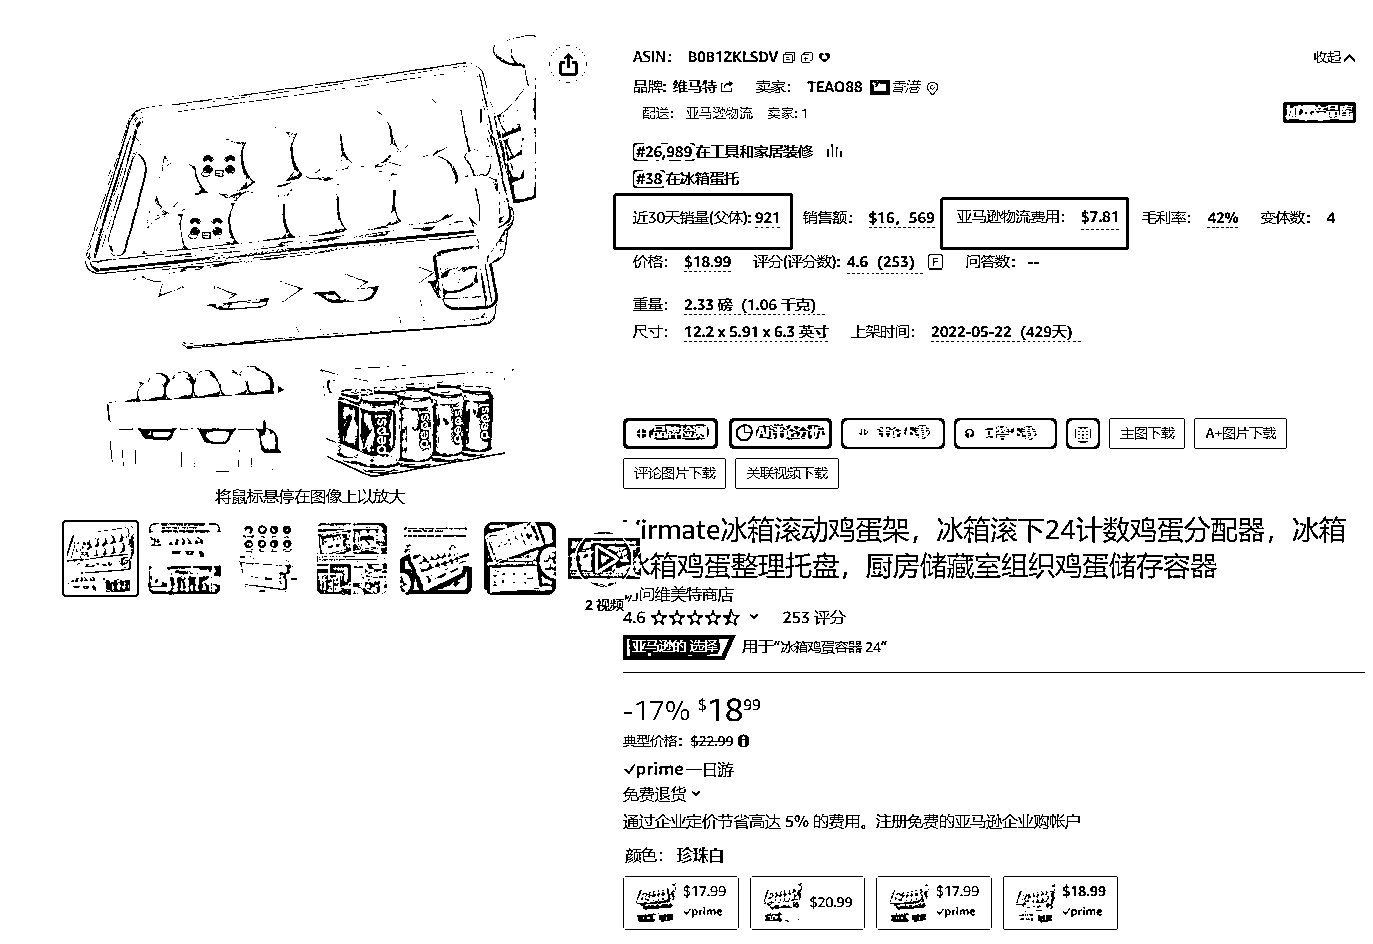 ASIN: B0B1ZKLSDV
收起
品牌: 维马特 卖家: TEAO88 香港
配送: 亚马逊物流 卖家: 1
#26,989 在工具和家居装修
#38 在冰箱蛋托
近30天销量(父体): 921 销售额: $16, 569 亚马逊物流费用: $7.81 毛利率: 42% 变体数: 4
价格: $18.99 评分(评分数): 4.6 (253) F 问答数: --
重量: 2.33 磅 (1.06 千克)
尺寸: 12.2 x 5.91 x 6.3 英寸 上架时间: 2022-05-22 (429天)
主图下载 A+图片下载
评论图片下载 关联视频下载
pepsi pepsi pepsi pepsi
将鼠标悬停在图像上以放大
2 视频
Virmate冰箱滚动鸡蛋架，冰箱滚下24计数鸡蛋分配器，冰箱
冰箱鸡蛋整理托盘，厨房储藏室组织鸡蛋储存容器
访问维美特商店
4.6 253 评分
亚马逊的 选择 用于"冰箱鸡蛋容器 24"
-17% $18 99
典型价格: $22.99
prime 一日游
免费退货
通过企业定价节省高达 5% 的费用。注册免费的亚马逊企业购帐户
颜色: 珍珠白
$17.99 $20.99 $17.99 $18.99
prime prime prime